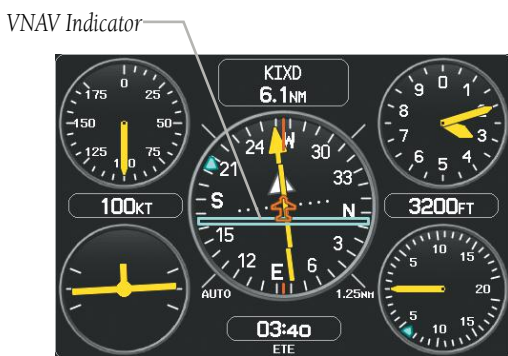 VNAV Indicator
KIXD
6.1NM
0
25
50
75
100
125
150
175
100KT
21
24
W
30
33
N
3
6
E
12
15
S
AUTO
1.25NM
03:40
ETE
0
1
2
3
4
5
6
7
8
9
3200FT
5
10
15
20
15
10
5